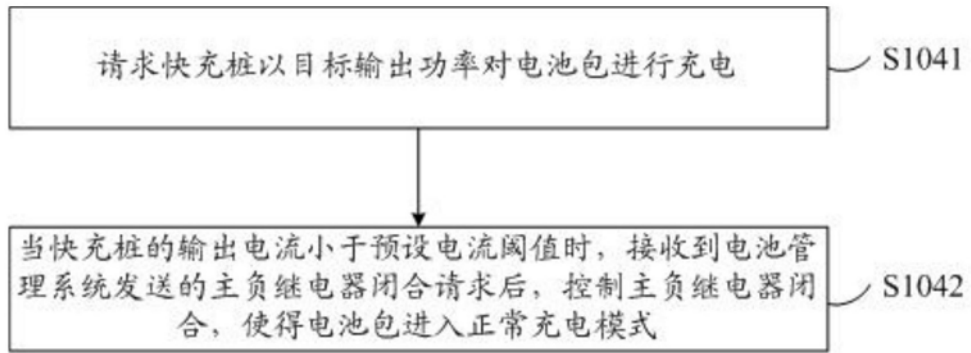 请求快充桩以目标输出功率对电池包进行充电
S1041
当快充桩的输出电流小于预设电流阈值时，接收到电池管
理系统发送的主负继电器闭合请求后，控制主负继电器闭
合，使得电池包进入正常充电模式
S1042